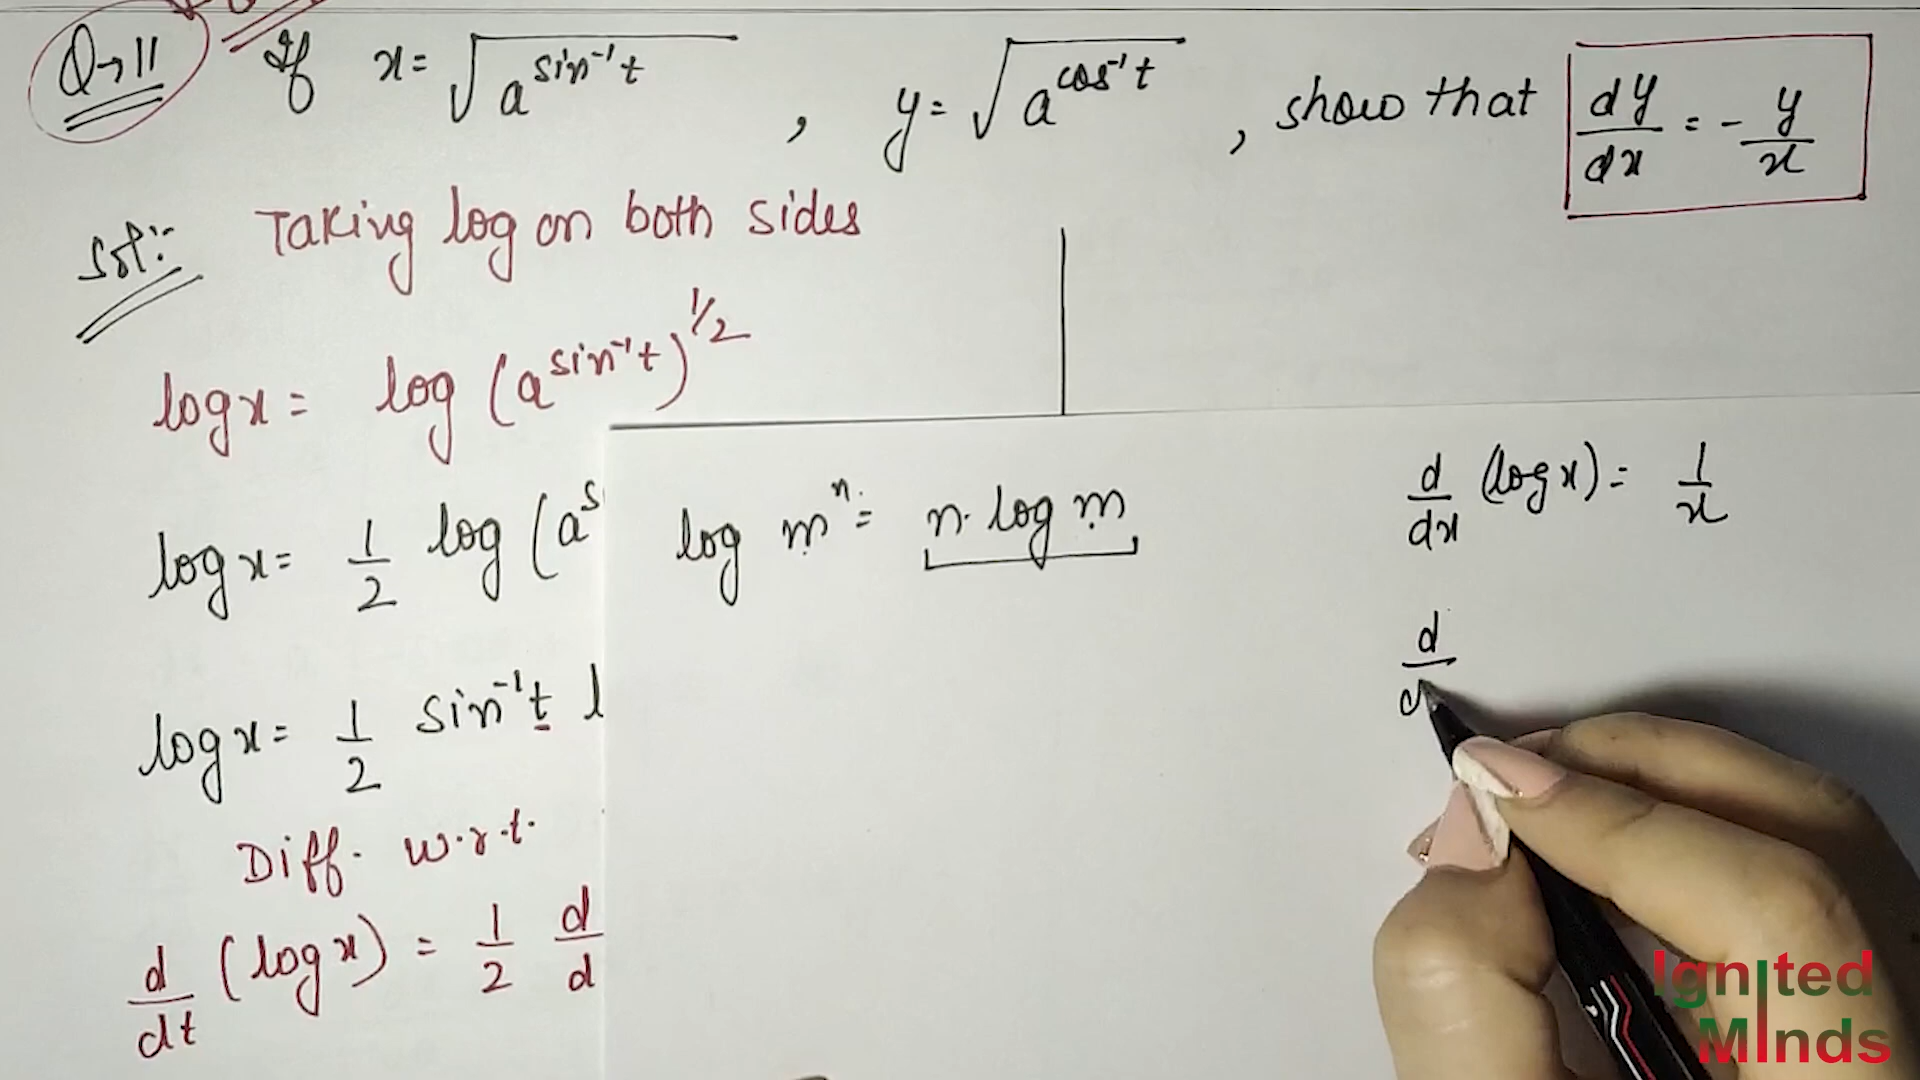 Q→11 If x = √a^sin⁻¹t , y = √a^cos⁻¹t , show that dy/dx = - y/x
Sol:- Taking log on both sides
log x = log (a^sin⁻¹t)^1/2
log x = 1/2 log (a^s
log x = 1/2 sin⁻¹t l
Diff. w.r.t.
d/dt (log x) = 1/2 d/d
log m^n = n. log m
d/dx (log x) = 1/x
d/d
Ignited
Minds